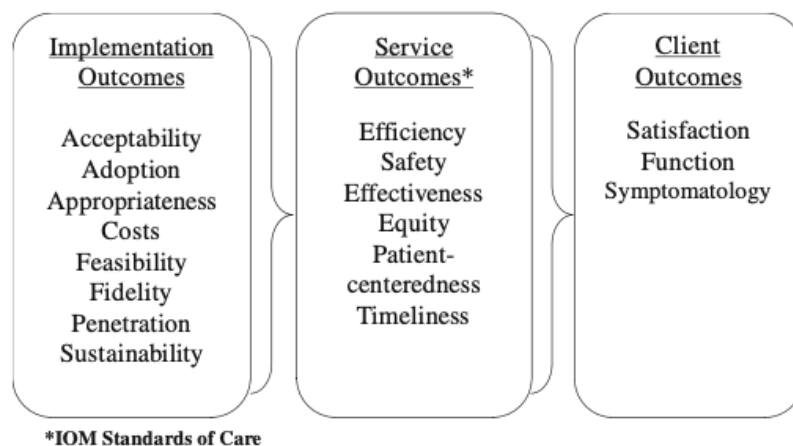 Implementation
Outcomes
Acceptability
Adoption
Appropriateness
Costs
Feasibility
Fidelity
Penetration
Sustainability
Service
Outcomes*
Efficiency
Safety
Effectiveness
Equity
Patient-
centeredness
Timeliness
Client
Outcomes
Satisfaction
Function
Symptomatology
*IOM Standards of Care